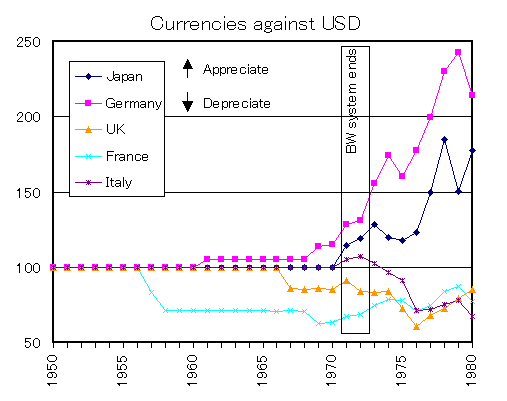 Currencies against USD
250
200
150
100
50
Japan
Germany
UK
France
Italy
Appreciate
Depreciate
BW system ends
1950
1955
1960
1965
1970
1975
1980